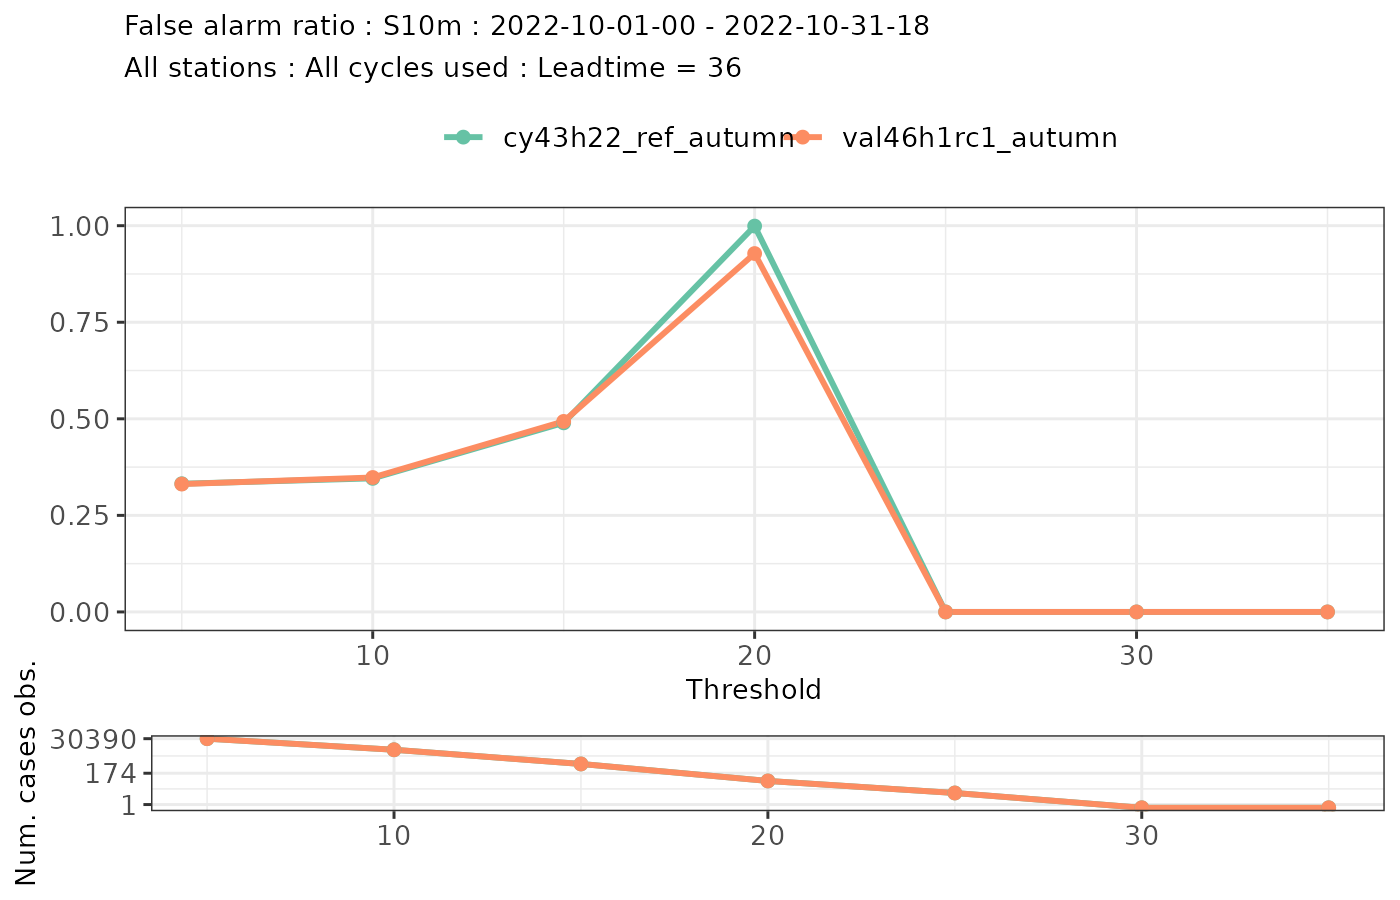 False alarm ratio : S10m : 2022-10-01-00 - 2022-10-31-18
All stations : All cycles used : Leadtime = 36
cy43h22_ref_autumn val46h1rc1_autumn
1.00
0.75
0.50
0.25
0.00
10 20 30
Threshold
Num. cases obs.
30390
174
1
10 20 30